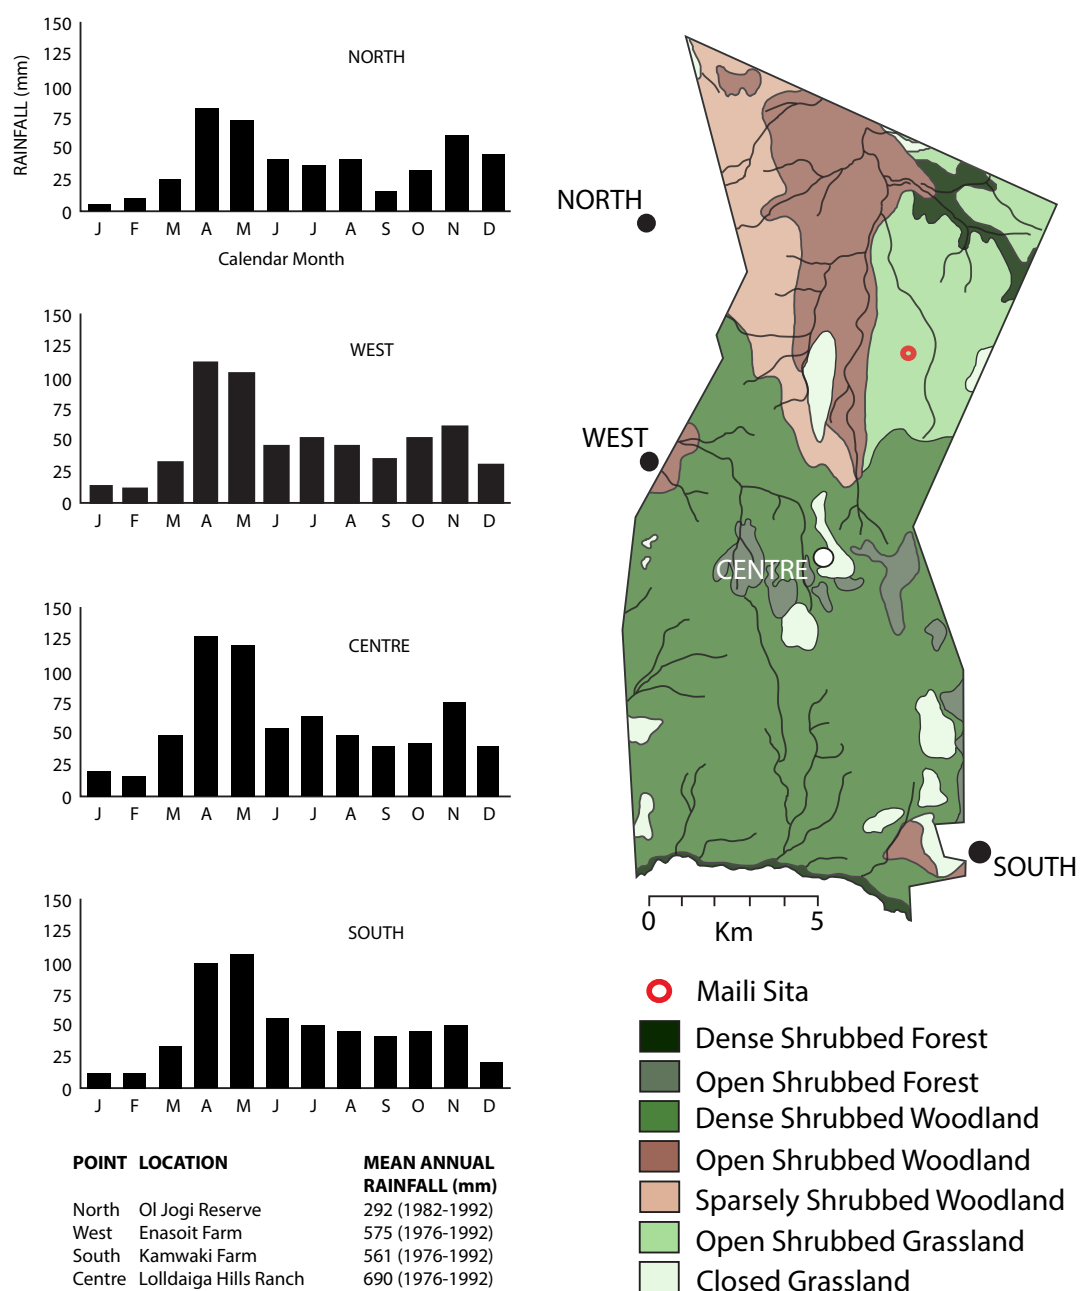 150
125
100
75
50
25
0
RAINFALL (mm)
NORTH
J F M A M J J A S O N D
Calendar Month
150
125
100
75
50
25
0
WEST
J F M A M J J A S O N D
150
125
100
75
50
25
0
CENTRE
J F M A M J J A S O N D
150
125
100
75
50
25
0
SOUTH
J F M A M J J A S O N D
POINT LOCATION MEAN ANNUAL
RAINFALL (mm)
North Ol Jogi Reserve 292 (1982-1992)
West Enasoit Farm 575 (1976-1992)
South Kamwaki Farm 561 (1976-1992)
Centre Lolldaiga Hills Ranch 690 (1976-1992)
NORTH
WEST
CENTRE
SOUTH
0 5
Km
Maili Sita
Dense Shrubbed Forest
Open Shrubbed Forest
Dense Shrubbed Woodland
Open Shrubbed Woodland
Sparsely Shrubbed Woodland
Open Shrubbed Grassland
Closed Grassland